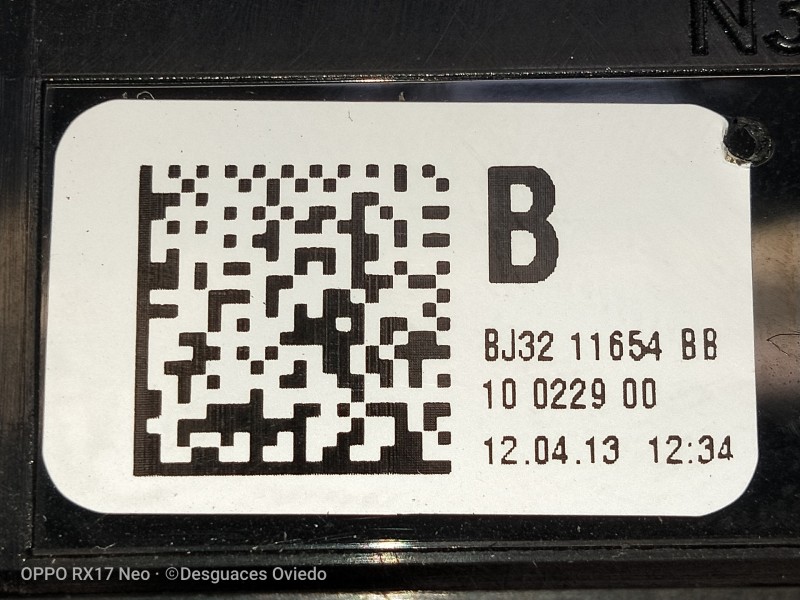 B
BJ32 11654 BB
10 0229 00
12.04.13 12:34
OPPO RX17 Neo · ©Desguaces Oviedo